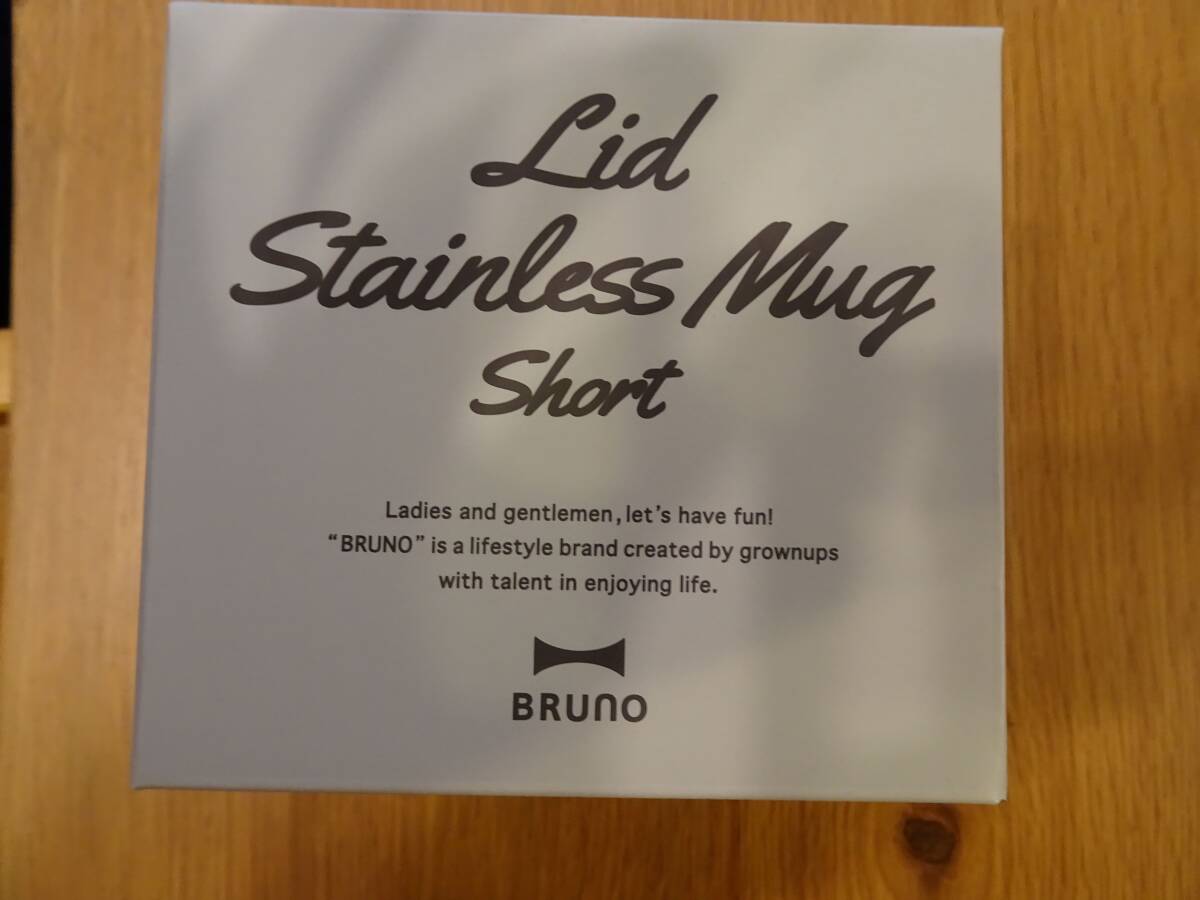 Lid
Stainless Mug
Short
Ladies and gentlemen, let's have fun!
“BRUNO” is a lifestyle brand created by grownups
with talent in enjoying life.
BRUNO